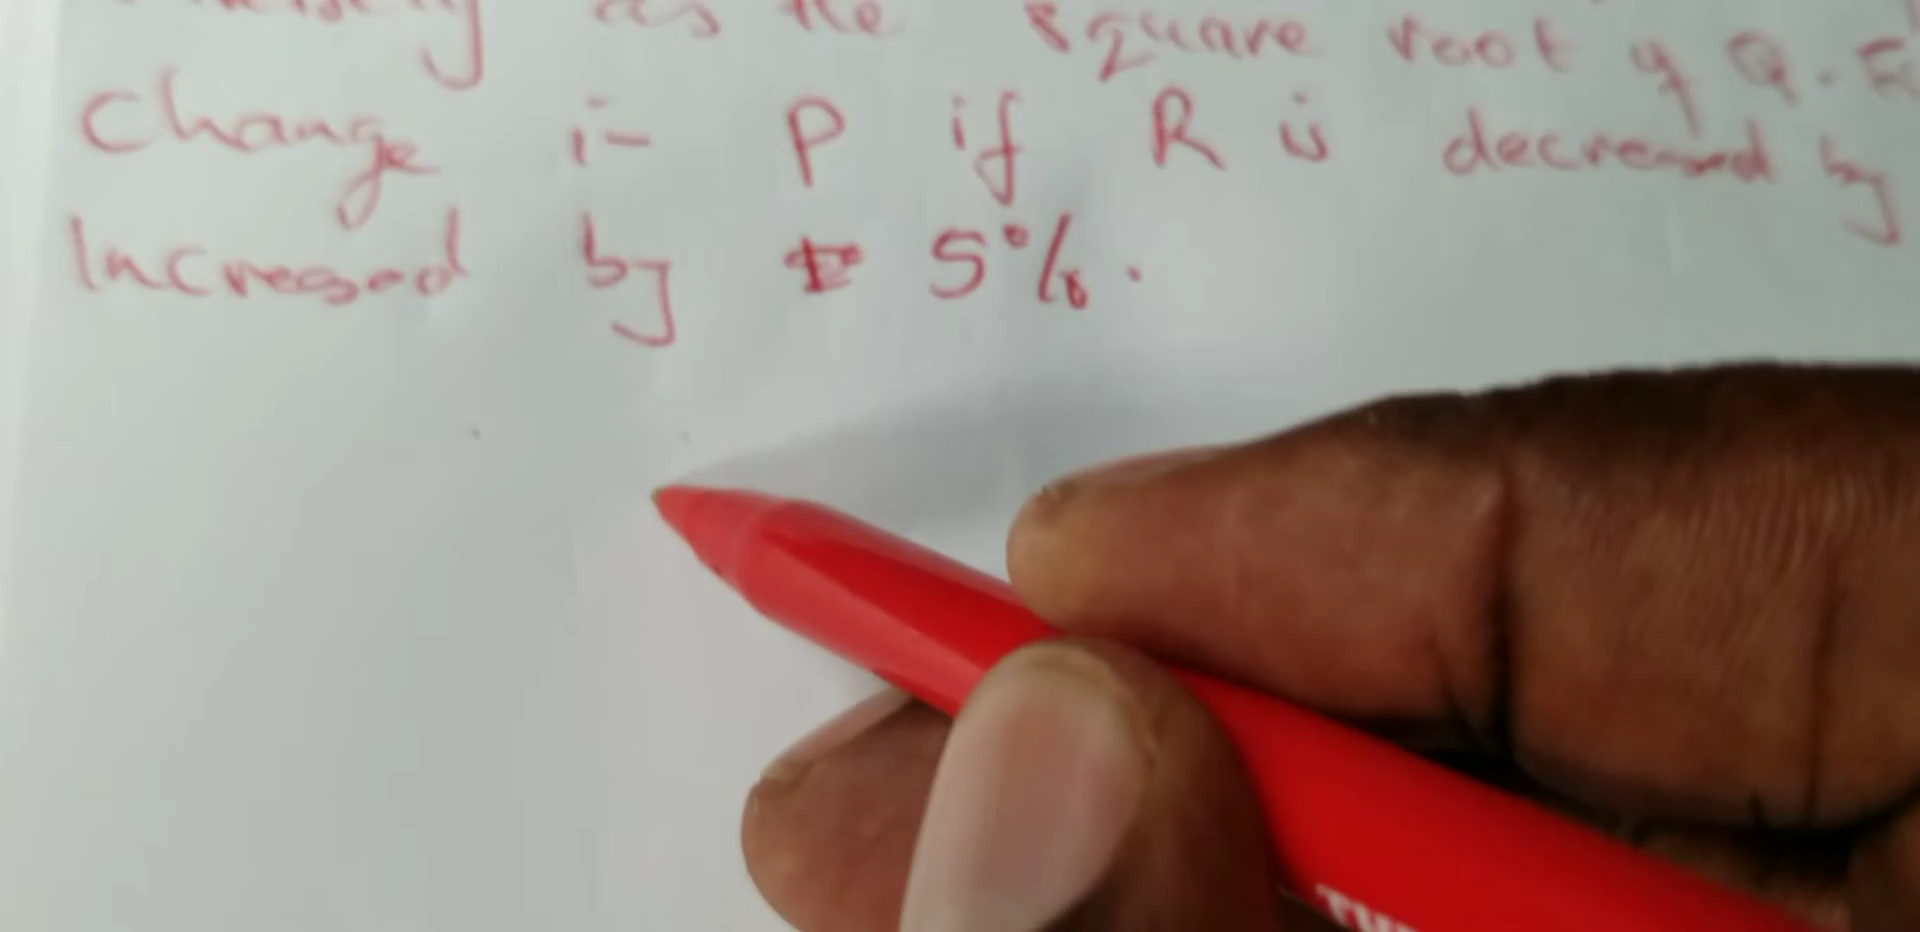 as the square root of Q.
Change in P if R is decreased by
Increased by 5%.